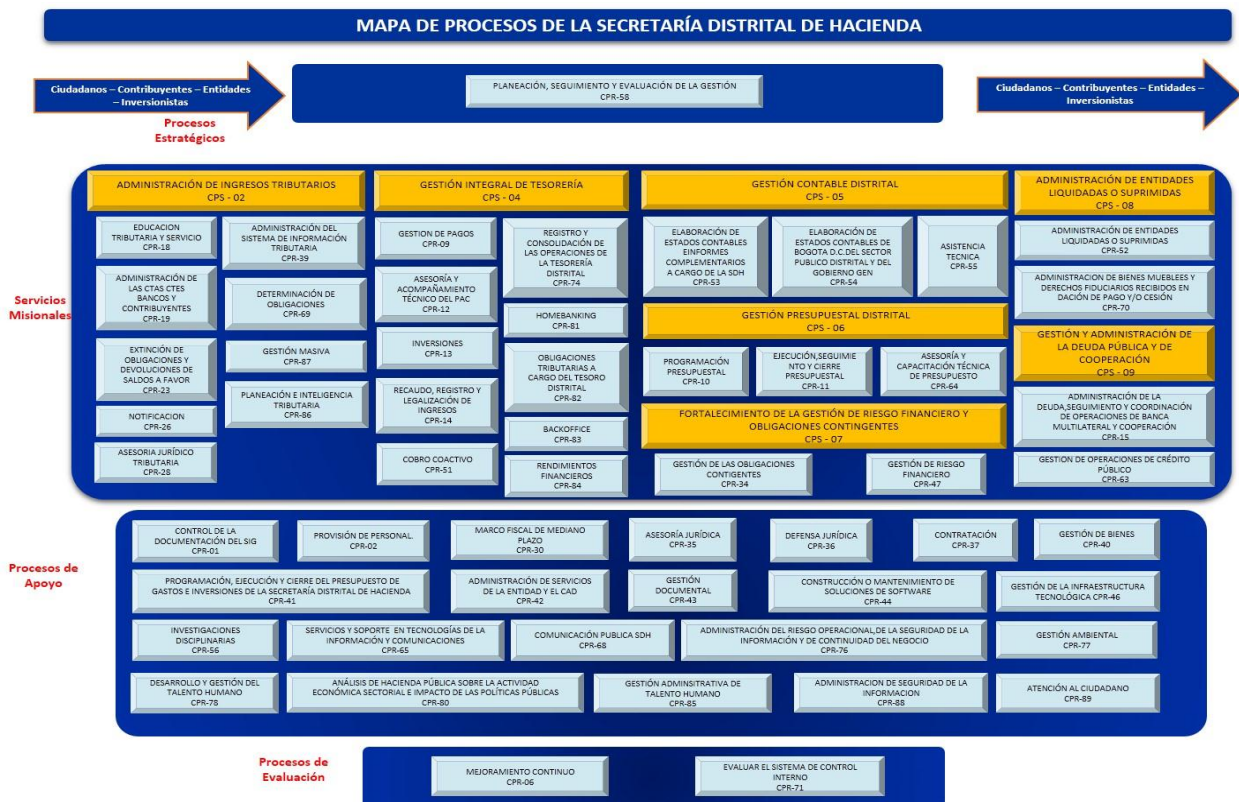 MAPA DE PROCESOS DE LA SECRETARÍA DISTRITAL DE HACIENDA
Ciudadanos – Contribuyentes – Entidades
– Inversionistas
PLANEACIÓN, SEGUIMIENTO Y EVALUACIÓN DE LA GESTIÓN
CPR-58
Ciudadanos – Contribuyentes – Entidades –
Inversionistas
Procesos
Estratégicos
Servicios
Misionales
ADMINISTRACIÓN DE INGRESOS TRIBUTARIOS
CPS - 02
EDUCACION
TRIBUTARIA Y SERVICIO
CPR-18
ADMINISTRACIÓN DE
LAS CTAS CTES
BANCOS Y
CONTRIBUYENTES
CPR-19
EXTINCIÓN DE
OBLIGACIONES Y
DEVOLUCIONES DE
SALDOS A FAVOR
CPR-23
NOTIFICACION
CPR-26
ASESORIA JURÍDICO
TRIBUTARIA
CPR-28
ADMINISTRACIÓN DEL
SISTEMA DE INFORMACIÓN
TRIBUTARIA
CPR-39
DETERMINACIÓN DE
OBLIGACIONES
CPR-69
GESTIÓN MASIVA
CPR-87
PLANEACIÓN E INTELIGENCIA
TRIBUTARIA
CPR-86
GESTIÓN INTEGRAL DE TESORERÍA
CPS - 04
GESTION DE PAGOS
CPR-09
ASESORÍA Y
ACOMPAÑAMIENTO
TÉCNICO DEL PAC
CPR-12
INVERSIONES
CPR-13
RECAUDO, REGISTRO Y
LEGALIZACIÓN DE
INGRESOS
CPR-14
COBRO COACTIVO
CPR-51
REGISTRO Y
CONSOLIDACIÓN DE
LAS OPERACIONES DE
LA TESORERÍA
DISTRITAL
CPR-74
HOMEBANKING
CPR-81
OBLIGACIONES
TRIBUTARIAS A
CARGO DEL TESORO
DISTRITAL
CPR-82
BACKOFFICE
CPR-83
RENDIMIENTOS
FINANCIEROS
CPR-84
GESTIÓN CONTABLE DISTRITAL
CPS - 05
ELABORACIÓN DE
ESTADOS CONTABLES
EINFORMES
COMPLEMENTARIOS
A CARGO DE LA SDH
CPR-53
ELABORACIÓN DE
ESTADOS CONTABLES DE
BOGOTA D.C.DEL SECTOR
PUBLICO DISTRITAL Y DEL
GOBIERNO GEN
CPR-54
ASISTENCIA
TECNICA
CPR-55
GESTIÓN PRESUPUESTAL DISTRITAL
CPS - 06
PROGRAMACIÓN
PRESUPUESTAL
CPR-10
EJECUCIÓN,SEGUIMIE
NTO Y CIERRE
PRESUPUESTAL
CPR-11
ASESORÍA Y
CAPACITACIÓN TÉCNICA
DE PRESUPUESTO
CPR-64
FORTALECIMIENTO DE LA GESTIÓN DE RIESGO FINANCIERO Y
OBLIGACIONES CONTINGENTES
CPS - 07
GESTIÓN DE LAS OBLIGACIONES
CONTIGENTES
CPR-34
GESTIÓN DE RIESGO
FINANCIERO
CPR-47
ADMINISTRACIÓN DE ENTIDADES
LIQUIDADAS O SUPRIMIDAS
CPS - 08
ADMINISTRACIÓN DE ENTIDADES
LIQUIDADAS O SUPRIMIDAS
CPR-52
ADMINISTRACION DE BIENES MUEBLEES Y
DERECHOS FIDUCIARIOS RECIBIDOS EN
DACIÓN DE PAGO Y/O CESIÓN
CPR-70
GESTIÓN Y ADMINISTRACIÓN DE
LA DEUDA PÚBLICA Y DE
COOPERACIÓN
CPS - 09
ADMINISTRACIÓN DE LA
DEUDA,SEGUIMIENTO Y COORDINACIÓN
DE OPERACIONES DE BANCA
MULTILATERAL Y COOPERACIÓN
CPR-15
GESTION DE OPERACIONES DE CRÉDITO
PÚBLICO
CPR-63
Procesos de
Apoyo
CONTROL DE LA
DOCUMENTACIÓN DEL SIG
CPR-01
PROVISIÓN DE PERSONAL.
CPR-02
MARCO FISCAL DE MEDIANO
PLAZO
CPR-30
ASESORÍA JURÍDICA
CPR-35
DEFENSA JURÍDICA
CPR-36
CONTRATACIÓN
CPR-37
GESTIÓN DE BIENES
CPR-40
PROGRAMACIÓN, EJECUCIÓN Y CIERRE DEL PRESUPUESTO DE
GASTOS E INVERSIONES DE LA SECRETARÍA DISTRITAL DE HACIENDA
CPR-41
ADMINISTRACIÓN DE SERVICIOS
DE LA ENTIDAD Y EL CAD
CPR-42
GESTIÓN
DOCUMENTAL
CPR-43
CONSTRUCCIÓN O MANTENIMIENTO DE
SOLUCIONES DE SOFTWARE
CPR-44
GESTIÓN DE LA INFRAESTRUCTURA
TECNOLÓGICA CPR-46
INVESTIGACIONES
DISCIPLINARIAS
CPR-56
SERVICIOS Y SOPORTE EN TECNOLOGÍAS DE LA
INFORMACIÓN Y COMUNICACIONES
CPR-65
COMUNICACIÓN PUBLICA SDH
CPR-68
ADMINISTRACIÓN DEL RIESGO OPERACIONAL,DE LA SEGURIDAD DE LA
INFORMACIÓN Y DE CONTINUIDAD DEL NEGOCIO
CPR-76
GESTIÓN AMBIENTAL
CPR-77
DESARROLLO Y GESTIÓN DEL
TALENTO HUMANO
CPR-78
ANÁLISIS DE HACIENDA PÚBLICA SOBRE LA ACTIVIDAD
ECONÓMICA SECTORIAL E IMPACTO DE LAS POLÍTICAS PÚBLICAS
CPR-80
GESTIÓN ADMINSITRATIVA DE
TALENTO HUMANO
CPR-85
ADMINISTRACION DE SEGURIDAD DE LA
INFORMACION
CPR-88
ATENCIÓN AL CIUDADANO
CPR-89
Procesos de
Evaluación
MEJORAMIENTO CONTINUO
CPR-06
EVALUAR EL SISTEMA DE CONTROL
INTERNO
CPR-71